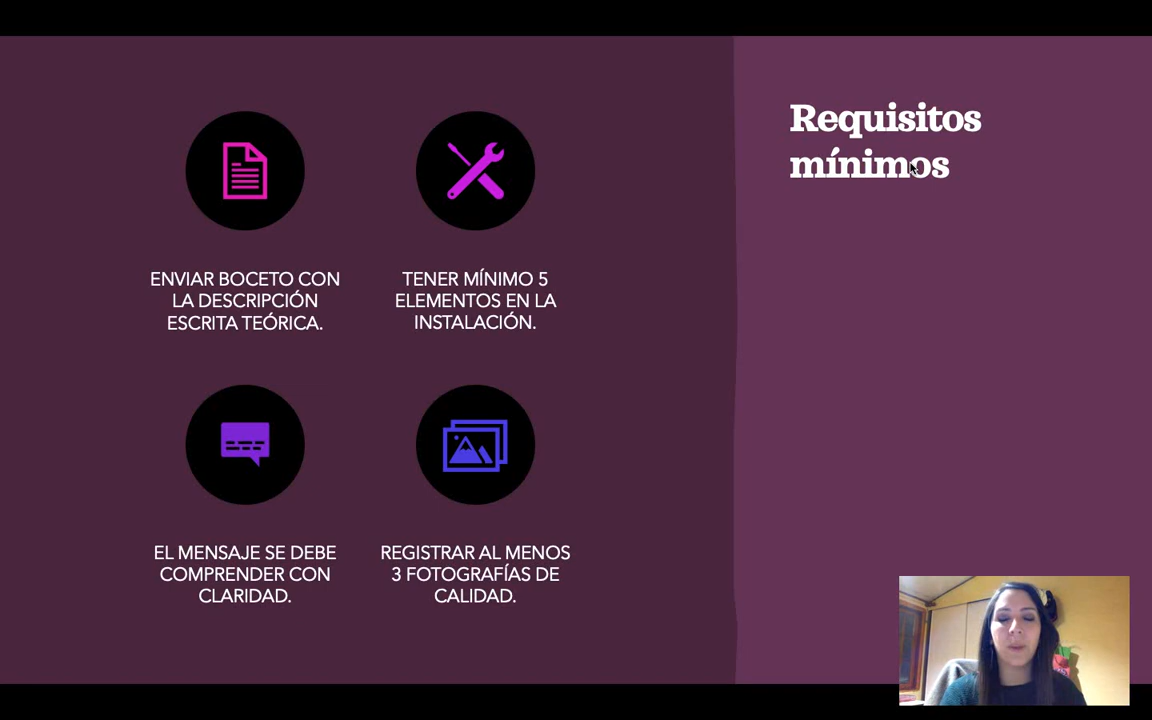 Requisitos
mínimos
ENVIAR BOCETO CON
LA DESCRIPCIÓN
ESCRITA TEÓRICA.
TENER MÍNIMO 5
ELEMENTOS EN LA
INSTALACIÓN.
EL MENSAJE SE DEBE
COMPRENDER CON
CLARIDAD.
REGISTRAR AL MENOS
3 FOTOGRAFÍAS DE
CALIDAD.